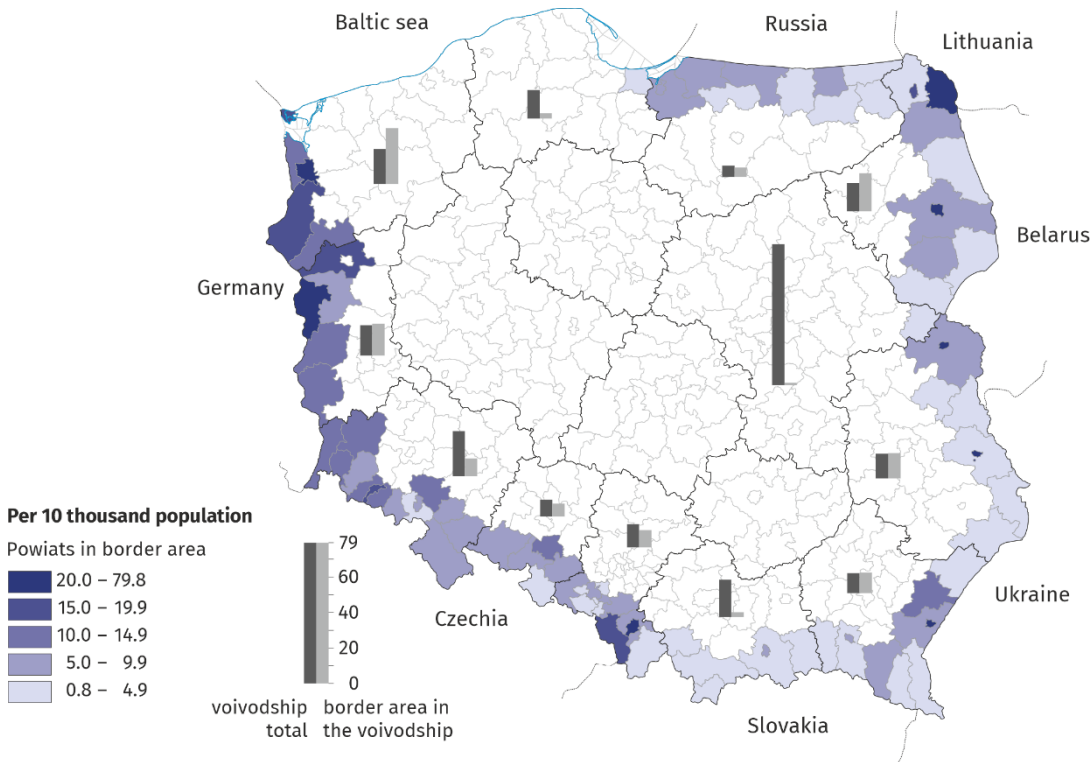 Baltic sea
Russia
Lithuania
Belarus
Germany
Per 10 thousand population
Powiats in border area
20.0 – 79.8
15.0 – 19.9
10.0 – 14.9
5.0 – 9.9
0.8 – 4.9
79
60
40
20
0
voivodship total
border area in the voivodship
Czechia
Ukraine
Slovakia